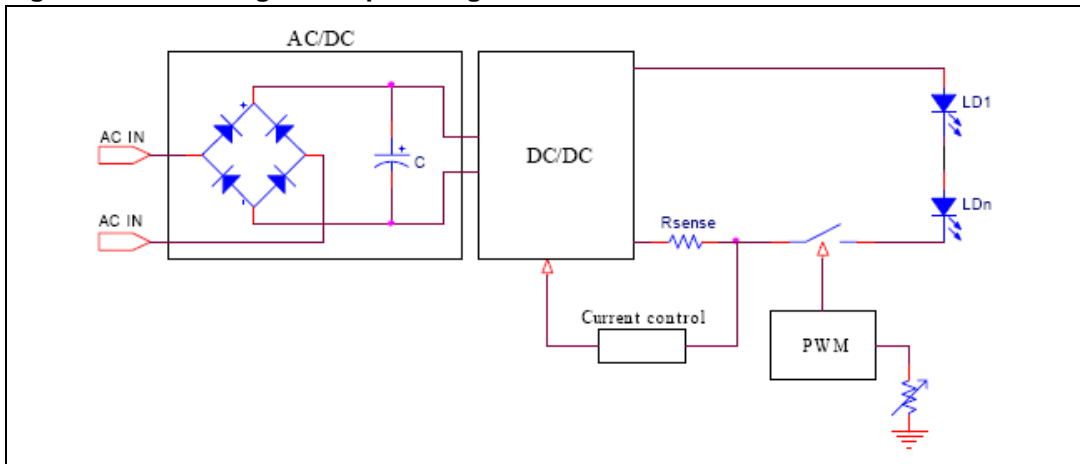 AC/DC
AC IN
+
+
C
-
AC IN
DC/DC
LD1
LDn
Rsense
Current control
PWM